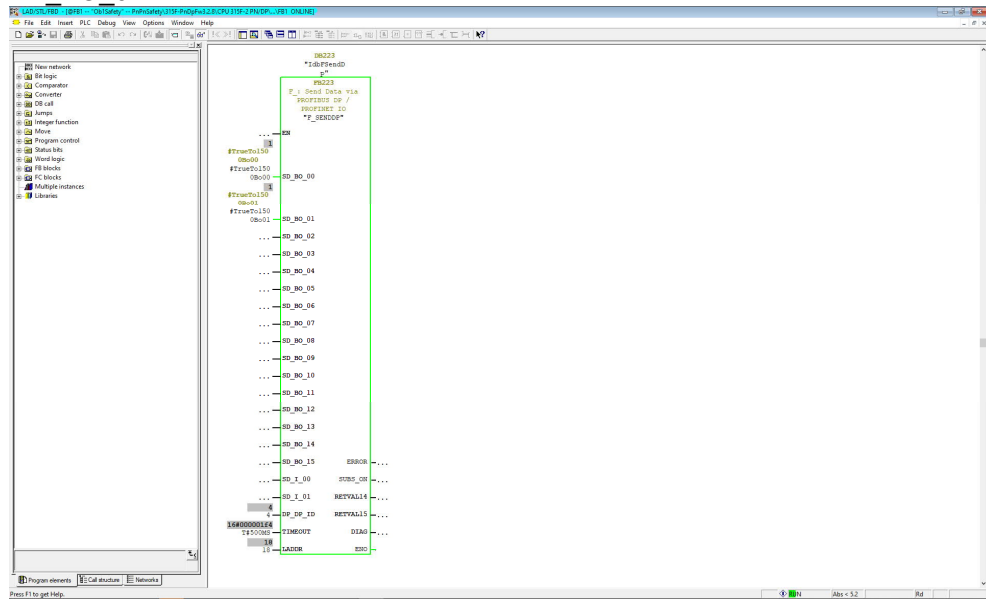 LAD/STL/FBD - [@FB1 -- "Ob1Safety" -- PnPnSafety\315F-PnDpFw3.2.8\CPU 315F-2 PN/DP\...\FB1 ONLINE]
File Edit Insert PLC Debug View Options Window Help
New network
Bit logic
Comparator
Converter
DB call
Jumps
Integer function
Move
Program control
Status bits
Word logic
FB blocks
FC blocks
Multiple instances
Libraries
Program elements
Call structure
Networks
DB223
"IdbFSendD
p"
FB223
F_: Send Data via
PROFIBUS DP /
PROFINET IO
"F_SENDDP"
... EN
1
#TrueTo150
0Bo00
#TrueTo150
0Bo00 SD_BO_00
1
#TrueTo150
0Bo01
#TrueTo150
0Bo01 SD_BO_01
... SD_BO_02
... SD_BO_03
... SD_BO_04
... SD_BO_05
... SD_BO_06
... SD_BO_07
... SD_BO_08
... SD_BO_09
... SD_BO_10
... SD_BO_11
... SD_BO_12
... SD_BO_13
... SD_BO_14
... SD_BO_15 ERROR ...
... SD_I_00 SUBS_ON ...
... SD_I_01 RETVAL14 ...
4
4 DP_DP_ID RETVAL15 ...
16#000001f4
T#500MS TIMEOUT DIAG ...
18
18 LADDR ENO
Press F1 to get Help.
RUN
Abs < 5.2
Rd